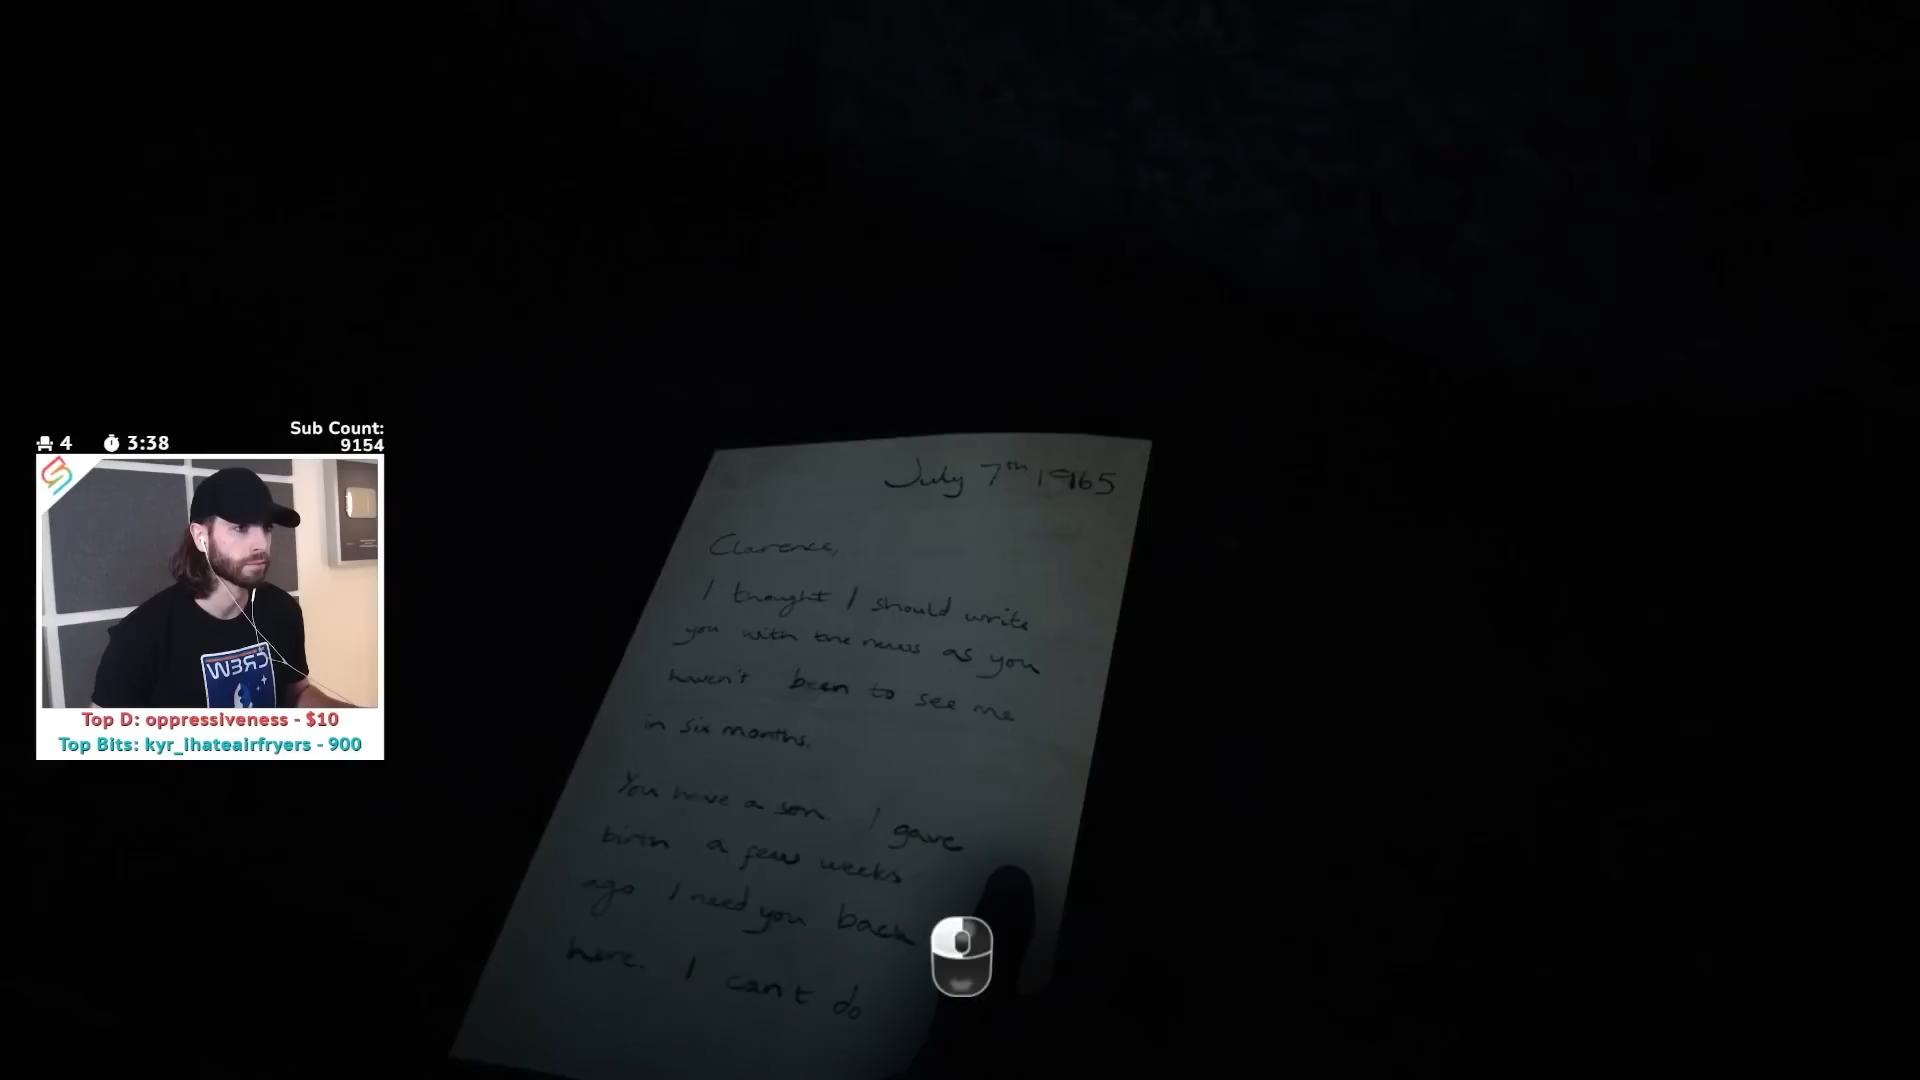 4 3:38 Sub Count:
9154
CREW
Top D: oppressiveness - $10
Top Bits: kyr_ihateairfryers - 900
July 7th 1965
Clarence,
I thought I should write
you with the news as you
haven't been to see me
in six months.
You have a son. I gave
birth a few weeks
ago I need you back
here. I can't do